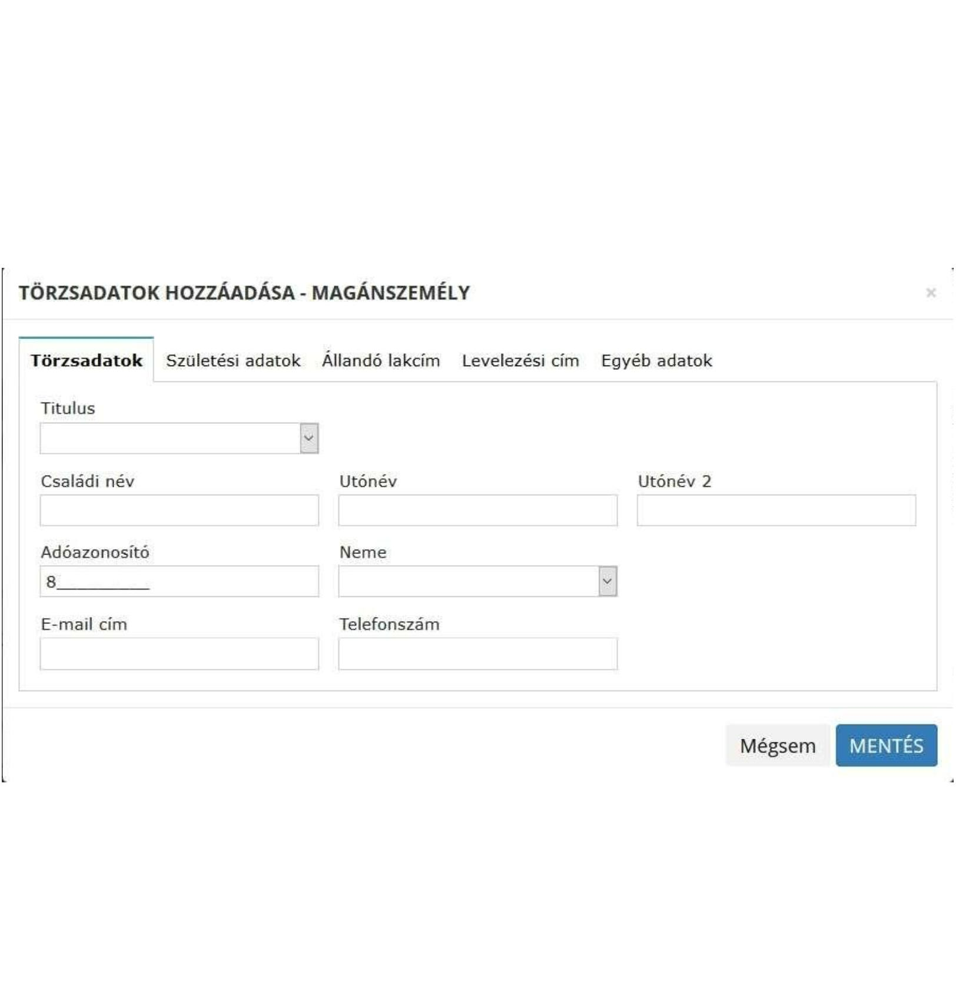 TÖRZSADATOK HOZZÁADÁSA - MAGÁNSZEMÉLY ×
Törzsadatok Születési adatok Állandó lakcím Levelezési cím Egyéb adatok
Titulus
Családi név Utónév Utónév 2
Adóazonosító Neme
8_________
E-mail cím Telefonszám
Mégsem MENTÉS